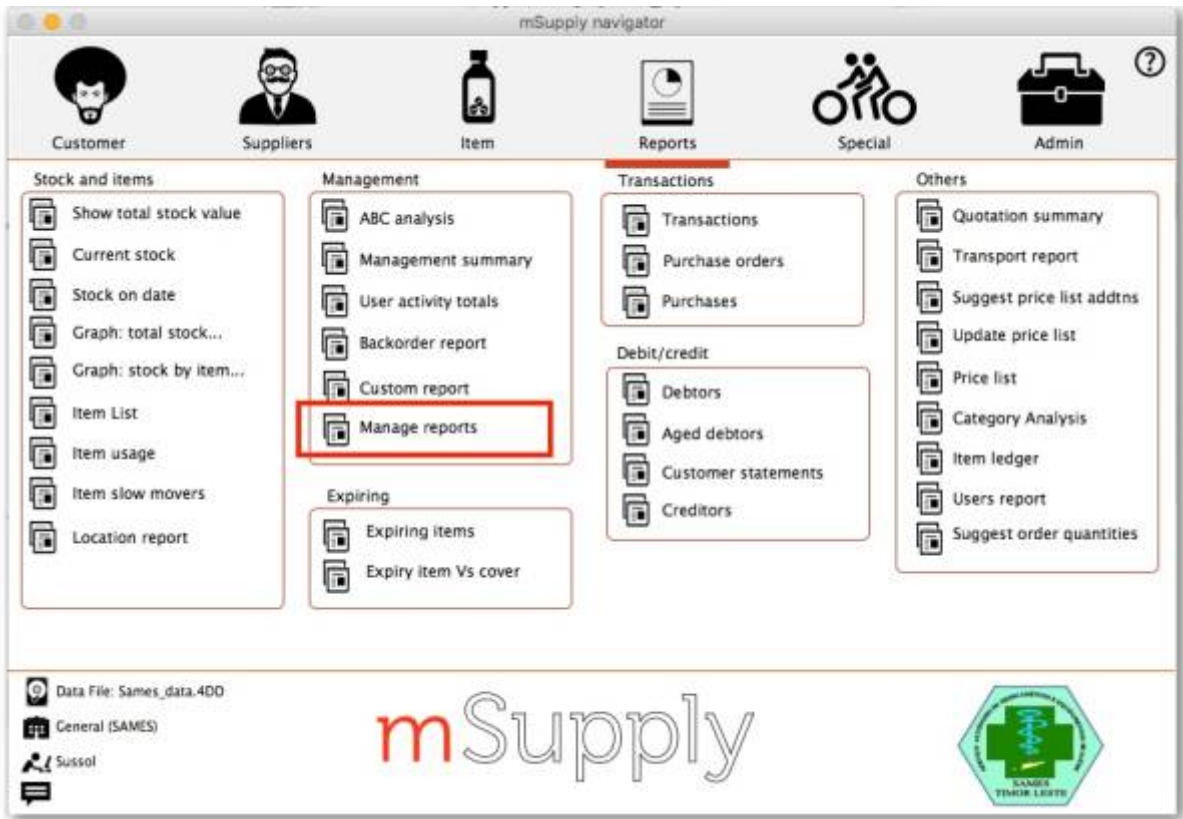 mSupply navigator
Customer
Suppliers
Item
Reports
Special
Admin
?
Stock and items
Show total stock value
Current stock
Stock on date
Graph: total stock...
Graph: stock by item...
Item List
Item usage
Item slow movers
Location report
Management
ABC analysis
Management summary
User activity totals
Backorder report
Custom report
Manage reports
Expiring
Expiring items
Expiry item Vs cover
Transactions
Transactions
Purchase orders
Purchases
Debit/credit
Debtors
Aged debtors
Customer statements
Creditors
Others
Quotation summary
Transport report
Suggest price list addtns
Update price list
Price list
Category Analysis
Item ledger
Users report
Suggest order quantities
Data File: Sames_data.4DD
General (SAMES)
Sussol
mSupply
SAMES
TIMOR LESTE